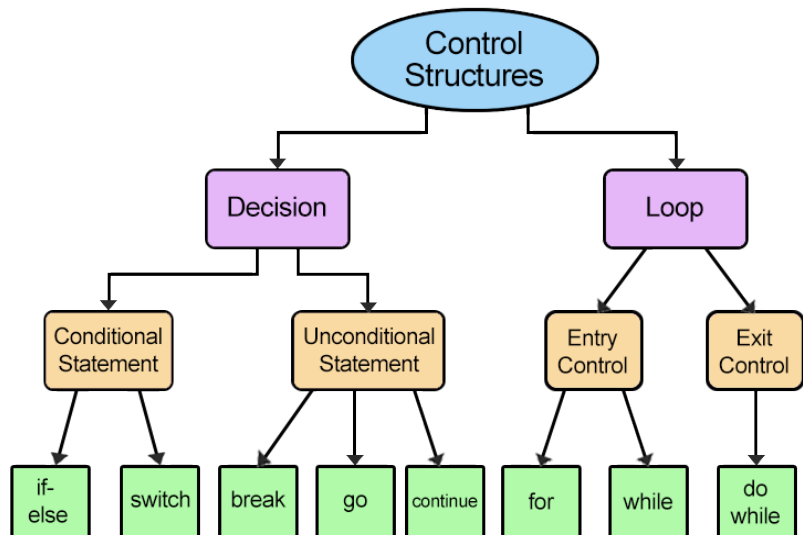 Control
Structures
Decision
Loop
Conditional
Statement
Unconditional
Statement
Entry
Control
Exit
Control
if-
else
switch
break
go
continue
for
while
do
while